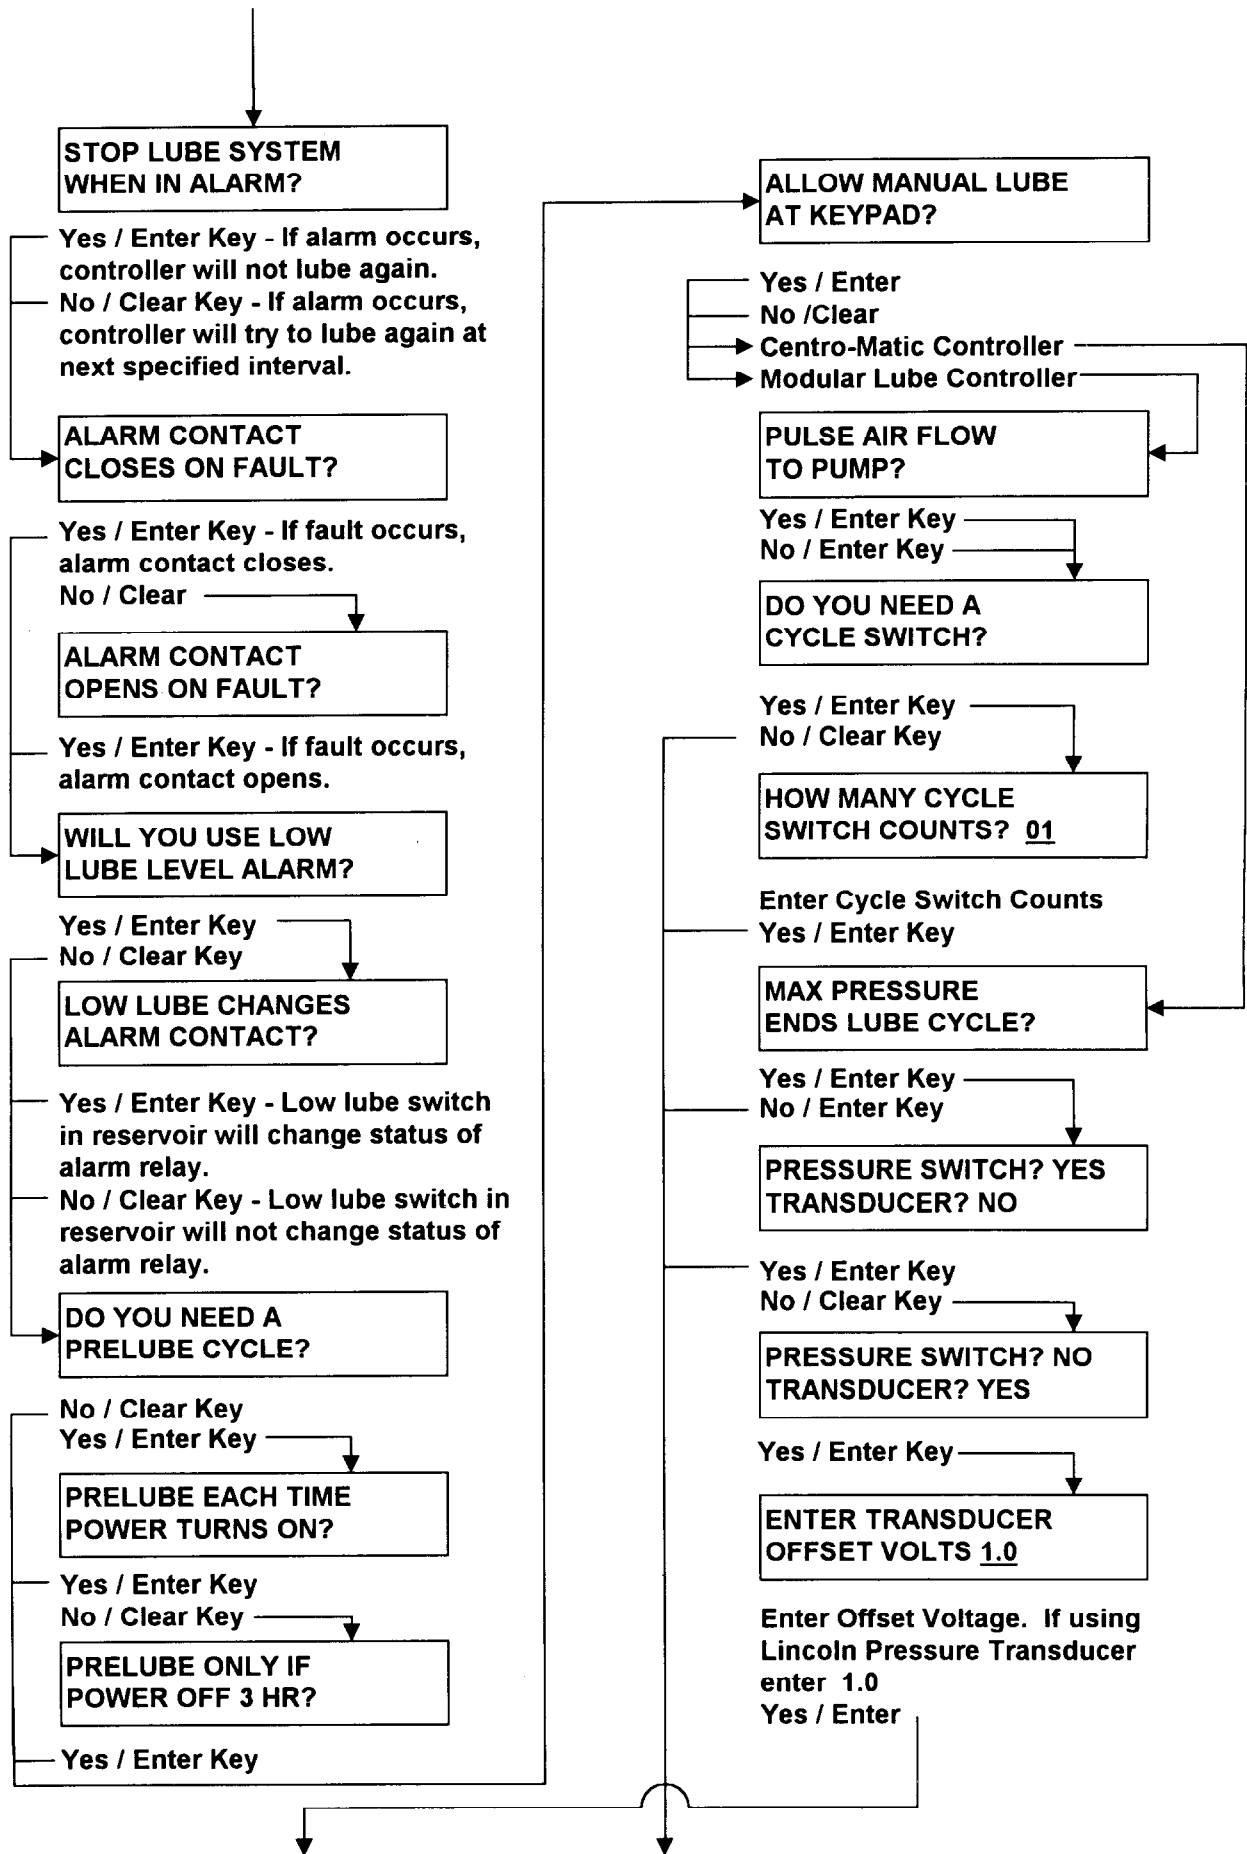 STOP LUBE SYSTEM
WHEN IN ALARM?
Yes / Enter Key - If alarm occurs,
controller will not lube again.
No / Clear Key - If alarm occurs,
controller will try to lube again at
next specified interval.
ALARM CONTACT
CLOSES ON FAULT?
Yes / Enter Key - If fault occurs,
alarm contact closes.
No / Clear
ALARM CONTACT
OPENS ON FAULT?
Yes / Enter Key - If fault occurs,
alarm contact opens.
WILL YOU USE LOW
LUBE LEVEL ALARM?
Yes / Enter Key
No / Clear Key
LOW LUBE CHANGES
ALARM CONTACT?
Yes / Enter Key - Low lube switch
in reservoir will change status of
alarm relay.
No / Clear Key - Low lube switch in
reservoir will not change status of
alarm relay.
DO YOU NEED A
PRELUBE CYCLE?
No / Clear Key
Yes / Enter Key
PRELUBE EACH TIME
POWER TURNS ON?
Yes / Enter Key
No / Clear Key
PRELUBE ONLY IF
POWER OFF 3 HR?
Yes / Enter Key
ALLOW MANUAL LUBE
AT KEYPAD?
Yes / Enter
No /Clear
Centro-Matic Controller
Modular Lube Controller
PULSE AIR FLOW
TO PUMP?
Yes / Enter Key
No / Enter Key
DO YOU NEED A
CYCLE SWITCH?
Yes / Enter Key
No / Clear Key
HOW MANY CYCLE
SWITCH COUNTS? 01
Enter Cycle Switch Counts
Yes / Enter Key
MAX PRESSURE
ENDS LUBE CYCLE?
Yes / Enter Key
No / Enter Key
PRESSURE SWITCH? YES
TRANSDUCER? NO
Yes / Enter Key
No / Clear Key
PRESSURE SWITCH? NO
TRANSDUCER? YES
Yes / Enter Key
ENTER TRANSDUCER
OFFSET VOLTS 1.0
Enter Offset Voltage. If using
Lincoln Pressure Transducer
enter 1.0
Yes / Enter